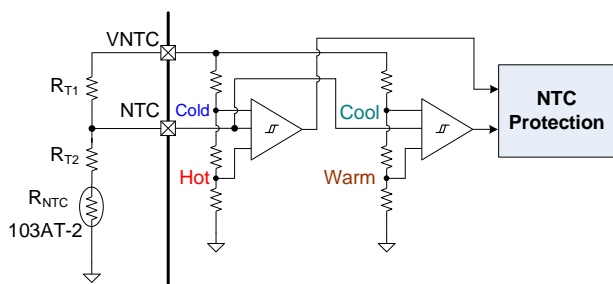 VNTC
RT1
NTC
Cold
Cool
NTC
Protection
RT2
Hot
Warm
RNTC
103AT-2